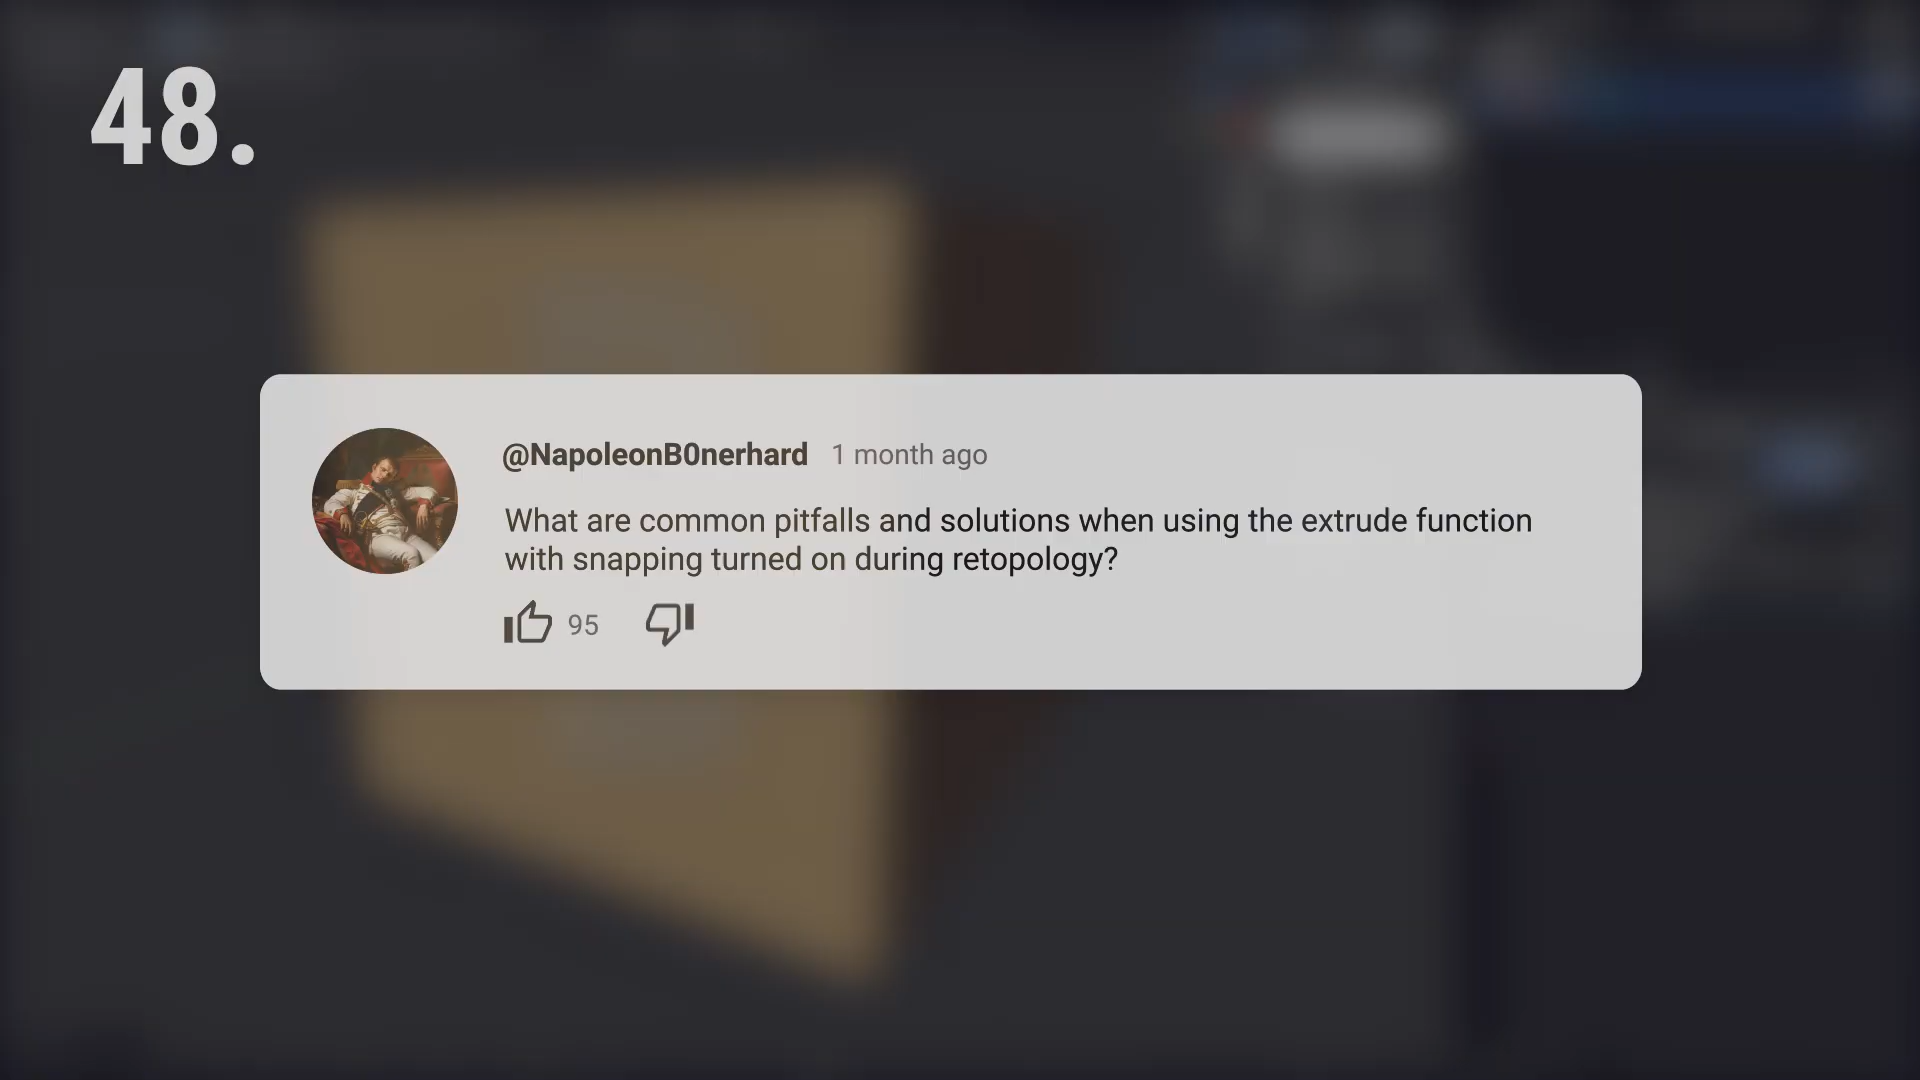 48.
@NapoleonB0nerhard 1 month ago
What are common pitfalls and solutions when using the extrude function
with snapping turned on during retopology?
95